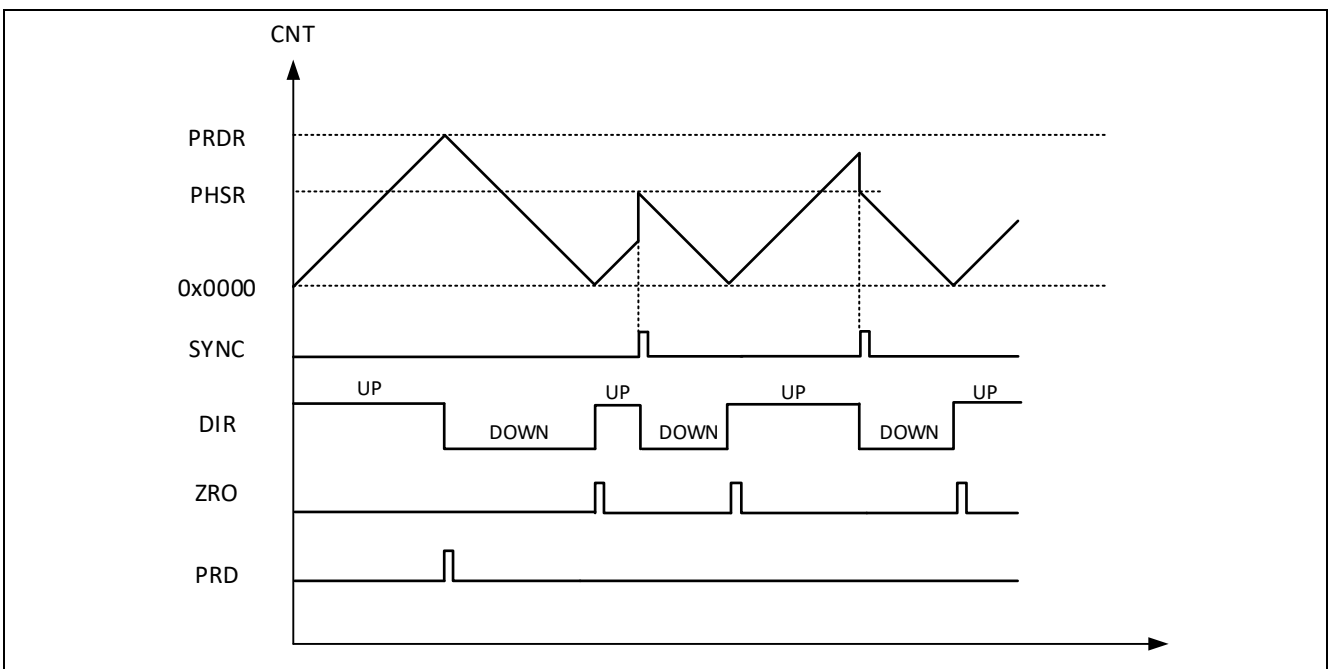 CNT
PRDR
PHSR
0x0000
SYNC
UP UP UP UP
DIR
DOWN DOWN DOWN
ZRO
PRD